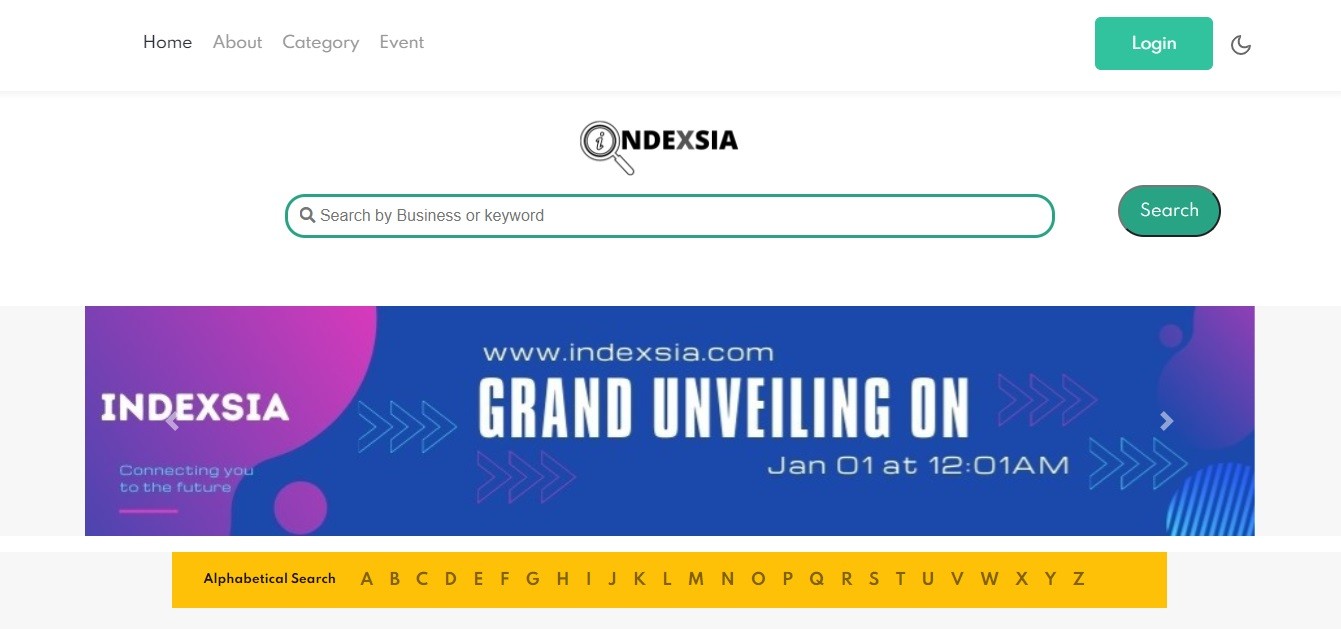 Home About Category Event
Login
iNDEXSIA
Search by Business or keyword
Search
www.indexsia.com
GRAND UNVEILING ON
Jan 01 at 12:01AM
INDEXSIA
Connecting you
to the future
Alphabetical Search A B C D E F G H I J K L M N O P Q R S T U V W X Y Z